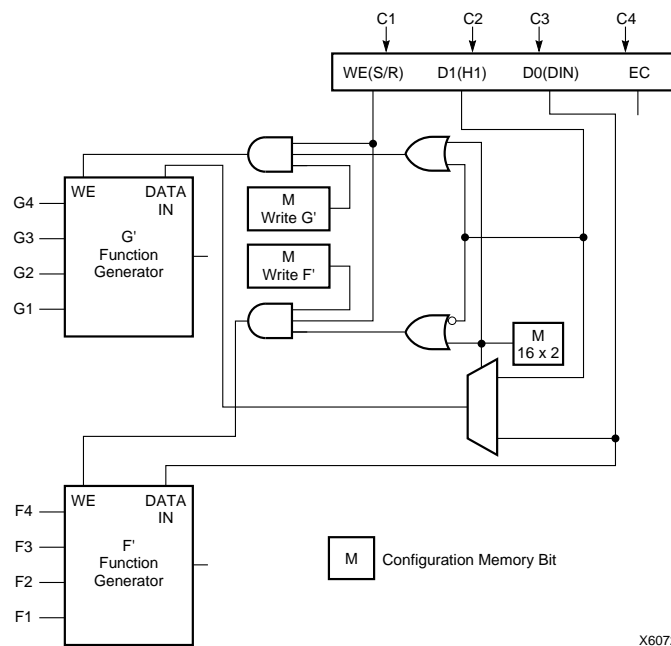 C1 C2 C3 C4
WE(S/R) D1(H1) D0(DIN) EC
WE DATA
IN
G4
G3
G2
G1
G'
Function
Generator
M
Write G'
M
Write F'
M
16 x 2
WE DATA
IN
F4
F3
F2
F1
F'
Function
Generator
M Configuration Memory Bit